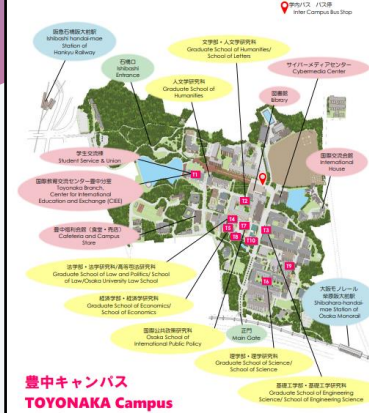 学内バス バス停
Inter Campus Bus Stop
阪急石橋阪大前駅
Ishibashi handai-mae
Station of
Hankyu Railway
石橋口
Ishibashi
Entrance
文学部・人文学研究科
Graduate School of Humanities/
School of Letters
人文学研究科
Graduate School of
Humanities
サイバーメディアセンター
Cybermedia Center
図書館
Library
国際交流会館
International
House
学生交流棟
Student Service & Union
国際教育交流センター豊中分室
Toyonaka Branch,
Center for International
Education and Exchange (CIEE)
豊中福利会館(食堂・売店)
Cafeteria and Campus
Store
法学部・法学研究科/高等司法研究科
Graduate School of Law and Politics/ School
of Law/Osaka University Law School
経済学部・経済学研究科
Graduate School of Economics/
School of Economics
国際公共政策研究科
Osaka School of
International Public Policy
正門
Main Gate
理学部・理学研究科
Graduate School of Science/
School of Science
基礎工学部・基礎工学研究科
Graduate School of Engineering
Science/ School of Engineering Science
大阪モノレール
柴原阪大前駅
Shibahara-handai-
mae Station of
Osaka Monorail
T1
T2
T4
T5
T7
T3
T8
T10
T9
T6
豊中キャンパス
TOYONAKA Campus